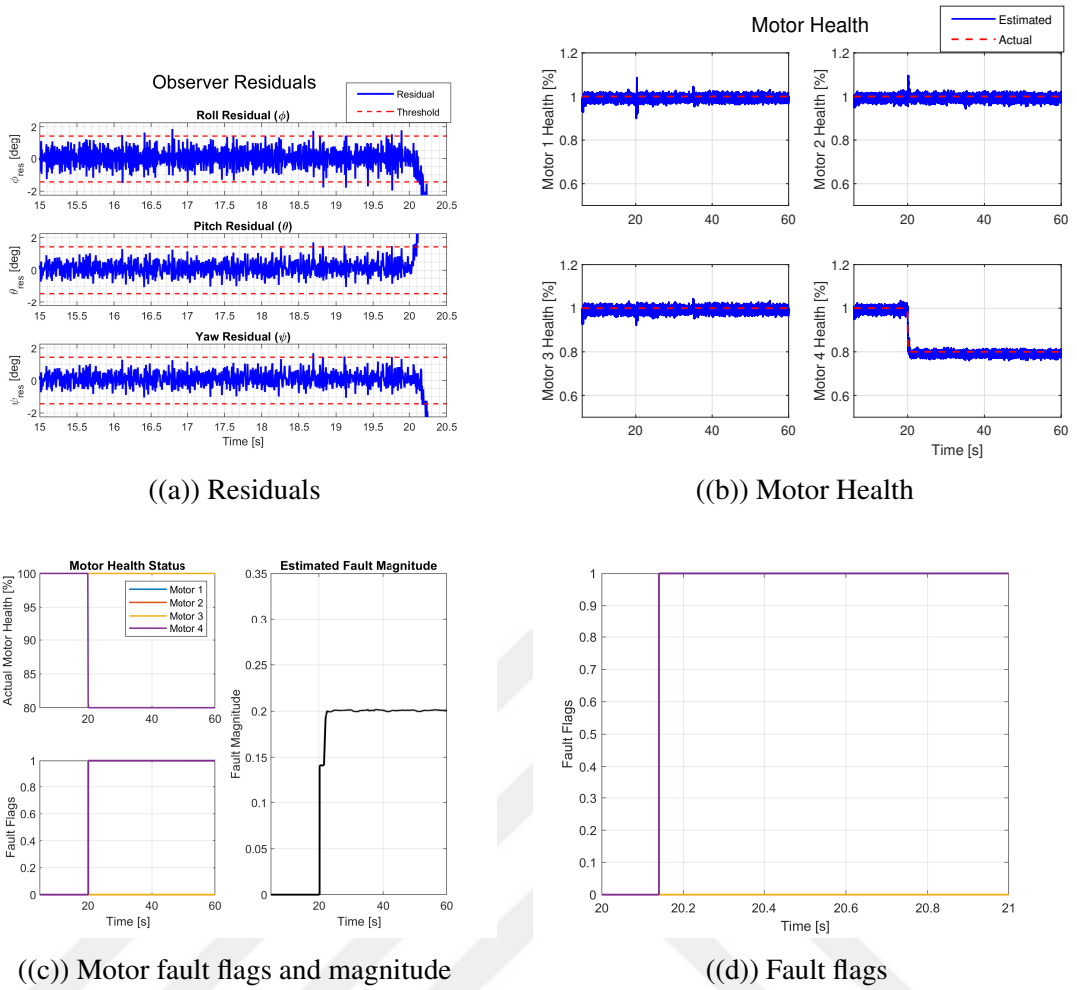 Observer Residuals
Residual
Threshold
Roll Residual (ϕ)
ϕres [deg]
2
0
-2
15 15.5 16 16.5 17 17.5 18 18.5 19 19.5 20 20.5
Pitch Residual (θ)
θres [deg]
2
0
-2
15 15.5 16 16.5 17 17.5 18 18.5 19 19.5 20 20.5
Yaw Residual (ψ)
ψres [deg]
2
0
-2
15 15.5 16 16.5 17 17.5 18 18.5 19 19.5 20 20.5
Time [s]
((a)) Residuals
Motor Health
Estimated
Actual
Motor 1 Health [%]
1.2
1
0.8
0.6
20 40 60
Motor 2 Health [%]
1.2
1
0.8
0.6
20 40 60
Motor 3 Health [%]
1.2
1
0.8
0.6
20 40 60
Motor 4 Health [%]
1.2
1
0.8
0.6
20 40 60
Time [s]
((b)) Motor Health
Motor Health Status
Actual Motor Health [%]
100
95
90
85
80
Motor 1
Motor 2
Motor 3
Motor 4
20 40 60
Fault Flags
1
0.8
0.6
0.4
0.2
0
20 40 60
Time [s]
Estimated Fault Magnitude
Fault Magnitude
0.35
0.3
0.25
0.2
0.15
0.1
0.05
0
20 40 60
Time [s]
((c)) Motor fault flags and magnitude
Fault Flags
1
0.9
0.8
0.7
0.6
0.5
0.4
0.3
0.2
0.1
0
20 20.2 20.4 20.6 20.8 21
Time [s]
((d)) Fault flags